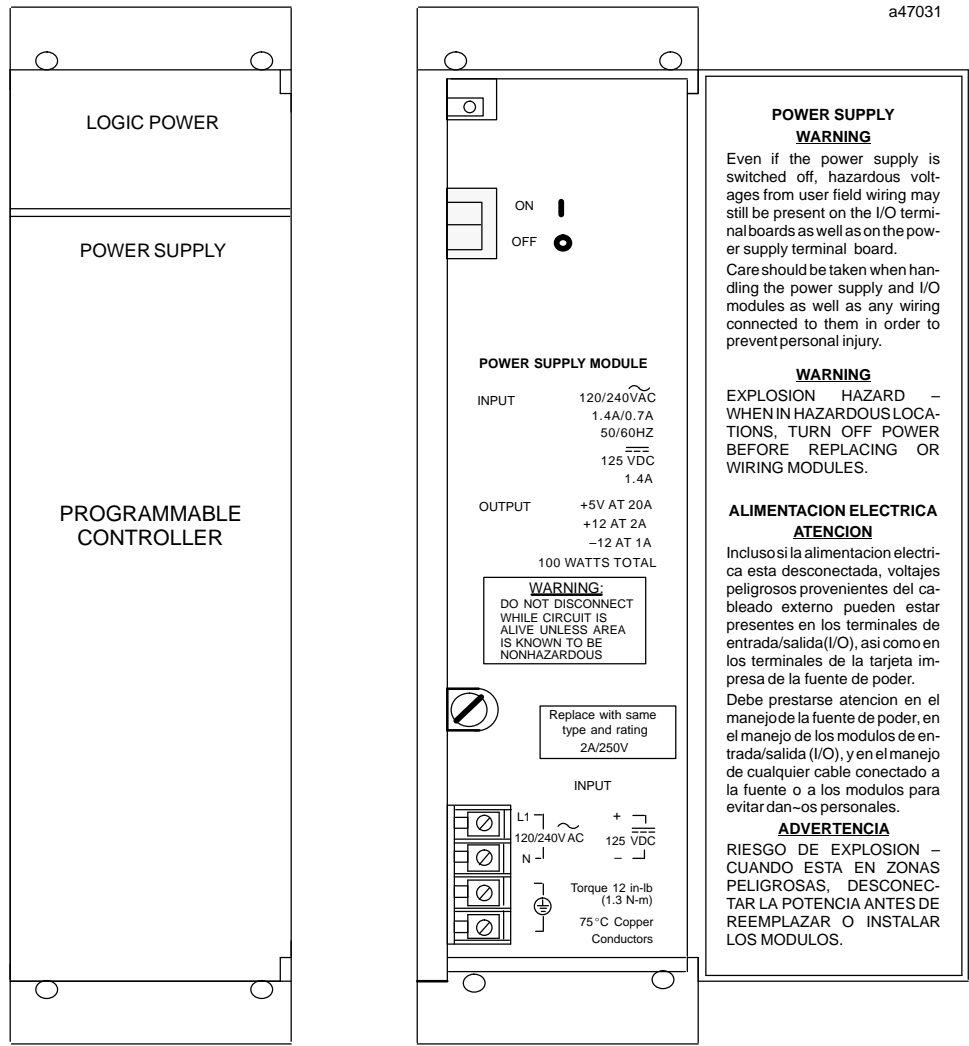 a47031
LOGIC POWER
POWER SUPPLY
PROGRAMMABLE
CONTROLLER
ON
OFF
POWER SUPPLY MODULE
INPUT 120/240VAC
1.4A/0.7A
50/60HZ
125 VDC
1.4A
OUTPUT +5V AT 20A
+12 AT 2A
–12 AT 1A
100 WATTS TOTAL
WARNING:
DO NOT DISCONNECT
WHILE CIRCUIT IS
ALIVE UNLESS AREA
IS KNOWN TO BE
NONHAZARDOUS
Replace with same
type and rating
2A/250V
INPUT
L1 +
120/240V AC 125 VDC
N –
Torque 12 in-lb
(1.3 N-m)
75°C Copper
Conductors
POWER SUPPLY
WARNING
Even if the power supply is
switched off, hazardous volt-
ages from user field wiring may
still be present on the I/O termi-
nal boards as well as on the pow-
er supply terminal board.
Care should be taken when han-
dling the power supply and I/O
modules as well as any wiring
connected to them in order to
prevent personal injury.
WARNING
EXPLOSION HAZARD –
WHEN IN HAZARDOUS LOCA-
TIONS, TURN OFF POWER
BEFORE REPLACING OR
WIRING MODULES.
ALIMENTACION ELECTRICA
ATENCION
Incluso si la alimentacion electri-
ca esta desconectada, voltajes
peligrosos provenientes del ca-
bleado externo pueden estar
presentes en los terminales de
entrada/salida(I/O), asi como en
los terminales de la tarjeta im-
presa de la fuente de poder.
Debe prestarse atencion en el
manejo de la fuente de poder, en
el manejo de los modulos de en-
trada/salida (I/O), y en el manejo
de cualquier cable conectado a
la fuente o a los modulos para
evitar dan~os personales.
ADVERTENCIA
RIESGO DE EXPLOSION –
CUANDO ESTA EN ZONAS
PELIGROSAS, DESCONEC-
TAR LA POTENCIA ANTES DE
REEMPLAZAR O INSTALAR
LOS MODULOS.